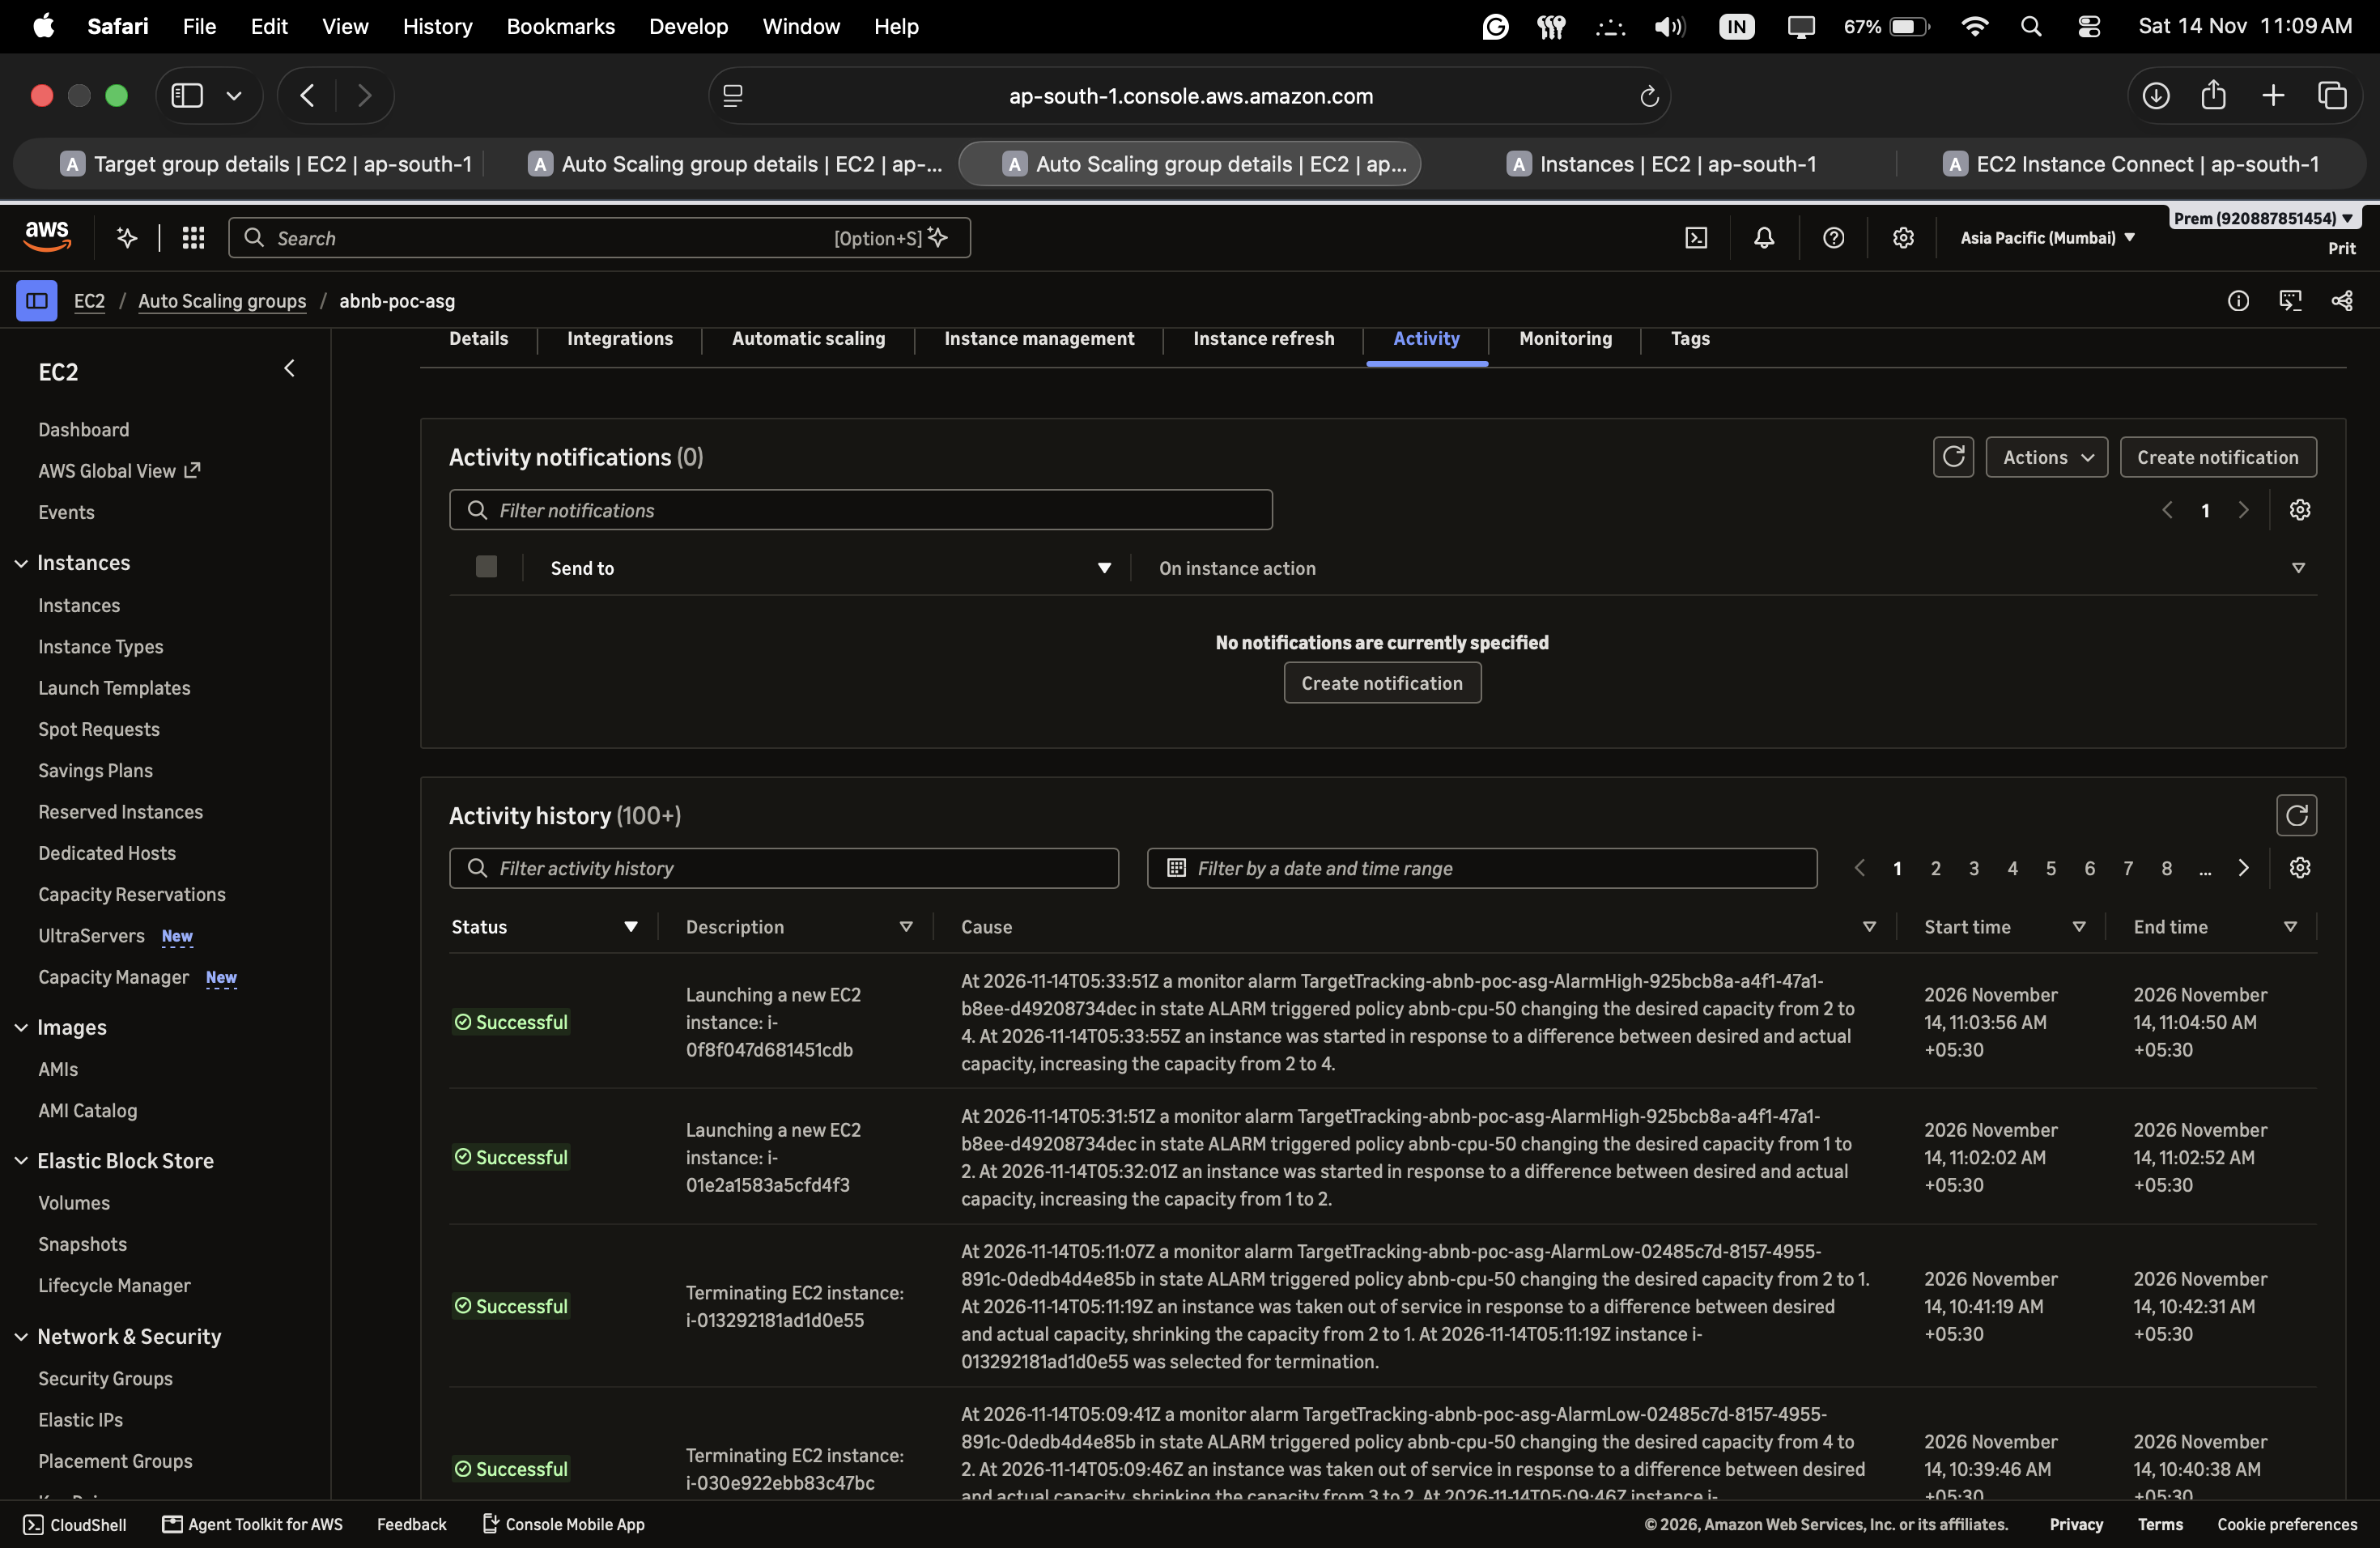 Safari File Edit View History Bookmarks Develop Window Help IN 67% Sat 14 Nov 11:09 AM
ap-south-1.console.aws.amazon.com
A Target group details | EC2 | ap-south-1 A Auto Scaling group details | EC2 | ap-... A Auto Scaling group details | EC2 | ap... A Instances | EC2 | ap-south-1 A EC2 Instance Connect | ap-south-1
aws Search [Option+S] Asia Pacific (Mumbai) Prem (920887851454)
Prit
EC2 / Auto Scaling groups / abnb-poc-asg
Details Integrations Automatic scaling Instance management Instance refresh Activity Monitoring Tags
EC2
Dashboard
AWS Global View
Events
Instances
Instances
Instance Types
Launch Templates
Spot Requests
Savings Plans
Reserved Instances
Dedicated Hosts
Capacity Reservations
UltraServers New
Capacity Manager New
Images
AMIs
AMI Catalog
Elastic Block Store
Volumes
Snapshots
Lifecycle Manager
Network & Security
Security Groups
Elastic IPs
Placement Groups
Activity notifications (0) Actions Create notification
Filter notifications 1
Send to On instance action
No notifications are currently specified
Create notification
Activity history (100+)
Filter activity history Filter by a date and time range 1 2 3 4 5 6 7 8 ...
Status Description Cause Start time End time
Successful
Launching a new EC2
instance: i-
0f8f047d681451cdb
At 2026-11-14T05:33:51Z a monitor alarm TargetTracking-abnb-poc-asg-AlarmHigh-925bcb8a-a4f1-47a1-
b8ee-d49208734dec in state ALARM triggered policy abnb-cpu-50 changing the desired capacity from 2 to
4. At 2026-11-14T05:33:55Z an instance was started in response to a difference between desired and actual
capacity, increasing the capacity from 2 to 4.
2026 November
14, 11:03:56 AM
+05:30
2026 November
14, 11:04:50 AM
+05:30
Successful
Launching a new EC2
instance: i-
01e2a1583a5cfd4f3
At 2026-11-14T05:31:51Z a monitor alarm TargetTracking-abnb-poc-asg-AlarmHigh-925bcb8a-a4f1-47a1-
b8ee-d49208734dec in state ALARM triggered policy abnb-cpu-50 changing the desired capacity from 1 to
2. At 2026-11-14T05:32:01Z an instance was started in response to a difference between desired and actual
capacity, increasing the capacity from 1 to 2.
2026 November
14, 11:02:02 AM
+05:30
2026 November
14, 11:02:52 AM
+05:30
Successful
Terminating EC2 instance:
i-013292181ad1d0e55
At 2026-11-14T05:11:07Z a monitor alarm TargetTracking-abnb-poc-asg-AlarmLow-02485c7d-8157-4955-
891c-0dedb4d4e85b in state ALARM triggered policy abnb-cpu-50 changing the desired capacity from 2 to 1.
At 2026-11-14T05:11:19Z an instance was taken out of service in response to a difference between desired
and actual capacity, shrinking the capacity from 2 to 1. At 2026-11-14T05:11:19Z instance i-
013292181ad1d0e55 was selected for termination.
2026 November
14, 10:41:19 AM
+05:30
2026 November
14, 10:42:31 AM
+05:30
Successful
Terminating EC2 instance:
i-030e922ebb83c47bc
At 2026-11-14T05:09:41Z a monitor alarm TargetTracking-abnb-poc-asg-AlarmLow-02485c7d-8157-4955-
891c-0dedb4d4e85b in state ALARM triggered policy abnb-cpu-50 changing the desired capacity from 4 to
2. At 2026-11-14T05:09:46Z an instance was taken out of service in response to a difference between desired
and actual capacity, shrinking the capacity from 3 to 2. At 2026-11-14T05:09:46Z instance i-
2026 November
14, 10:39:46 AM
+05:30
2026 November
14, 10:40:38 AM
+05:30
CloudShell Agent Toolkit for AWS Feedback Console Mobile App © 2026, Amazon Web Services, Inc. or its affiliates. Privacy Terms Cookie preferences